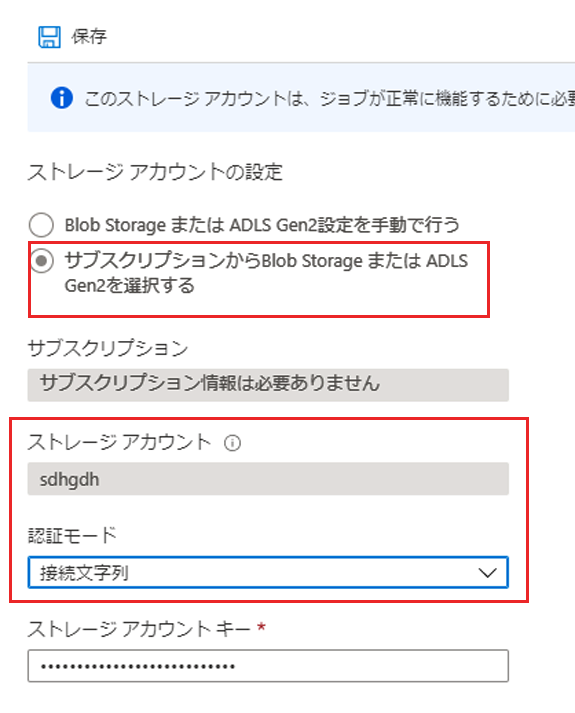 保存
このストレージ アカウントは、ジョブが正常に機能するために必
ストレージ アカウントの設定
Blob Storage または ADLS Gen2設定を手動で行う
サブスクリプションからBlob Storage または ADLS
Gen2を選択する
サブスクリプション
サブスクリプション情報は必要ありません
ストレージ アカウント
sdhgdh
認証モード
接続文字列
ストレージ アカウント キー *
•••••••••••••••••••••••••••